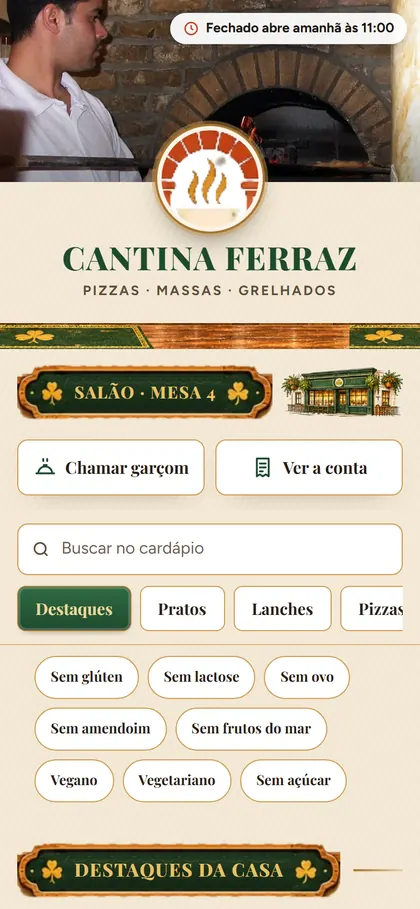 Fechado abre amanhã às 11:00
CANTINA FERRAZ
PIZZAS · MASSAS · GRELHADOS
SALÃO · MESA 4
Chamar garçom
Ver a conta
Buscar no cardápio
Destaques
Pratos
Lanches
Pizzas
Sem glúten
Sem lactose
Sem ovo
Sem amendoim
Sem frutos do mar
Vegano
Vegetariano
Sem açúcar
DESTAQUES DA CASA